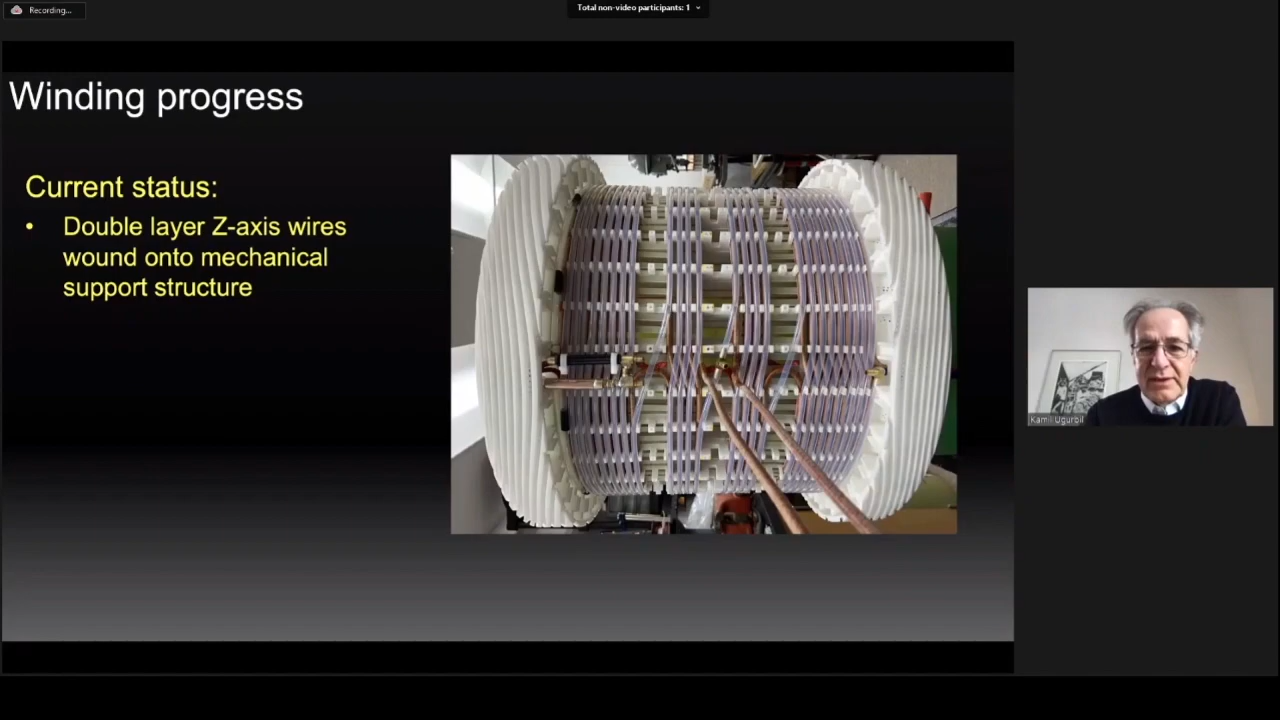 Recording...
Total non-video participants: 1
Winding progress
Current status:
• Double layer Z-axis wires
wound onto mechanical
support structure
Kamil Ugurbil